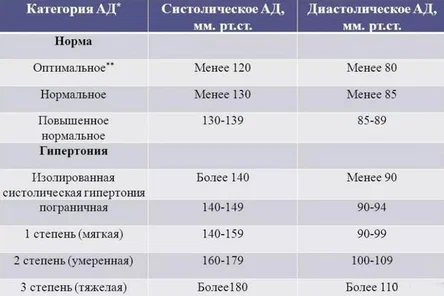 Категория АД* Систолическое АД, мм. рт.ст. Диастолическое АД, мм. рт.ст.
Норма
Оптимальное** Менее 120 Менее 80
Нормальное Менее 130 Менее 85
Повышенное нормальное 130-139 85-89
Гипертония
Изолированная систолическая гипертония Более 140 Менее 90
пограничная 140-149 90-94
1 степень (мягкая) 140-159 90-99
2 степень (умеренная) 160-179 100-109
3 степень (тяжелая) Более180 Более 110